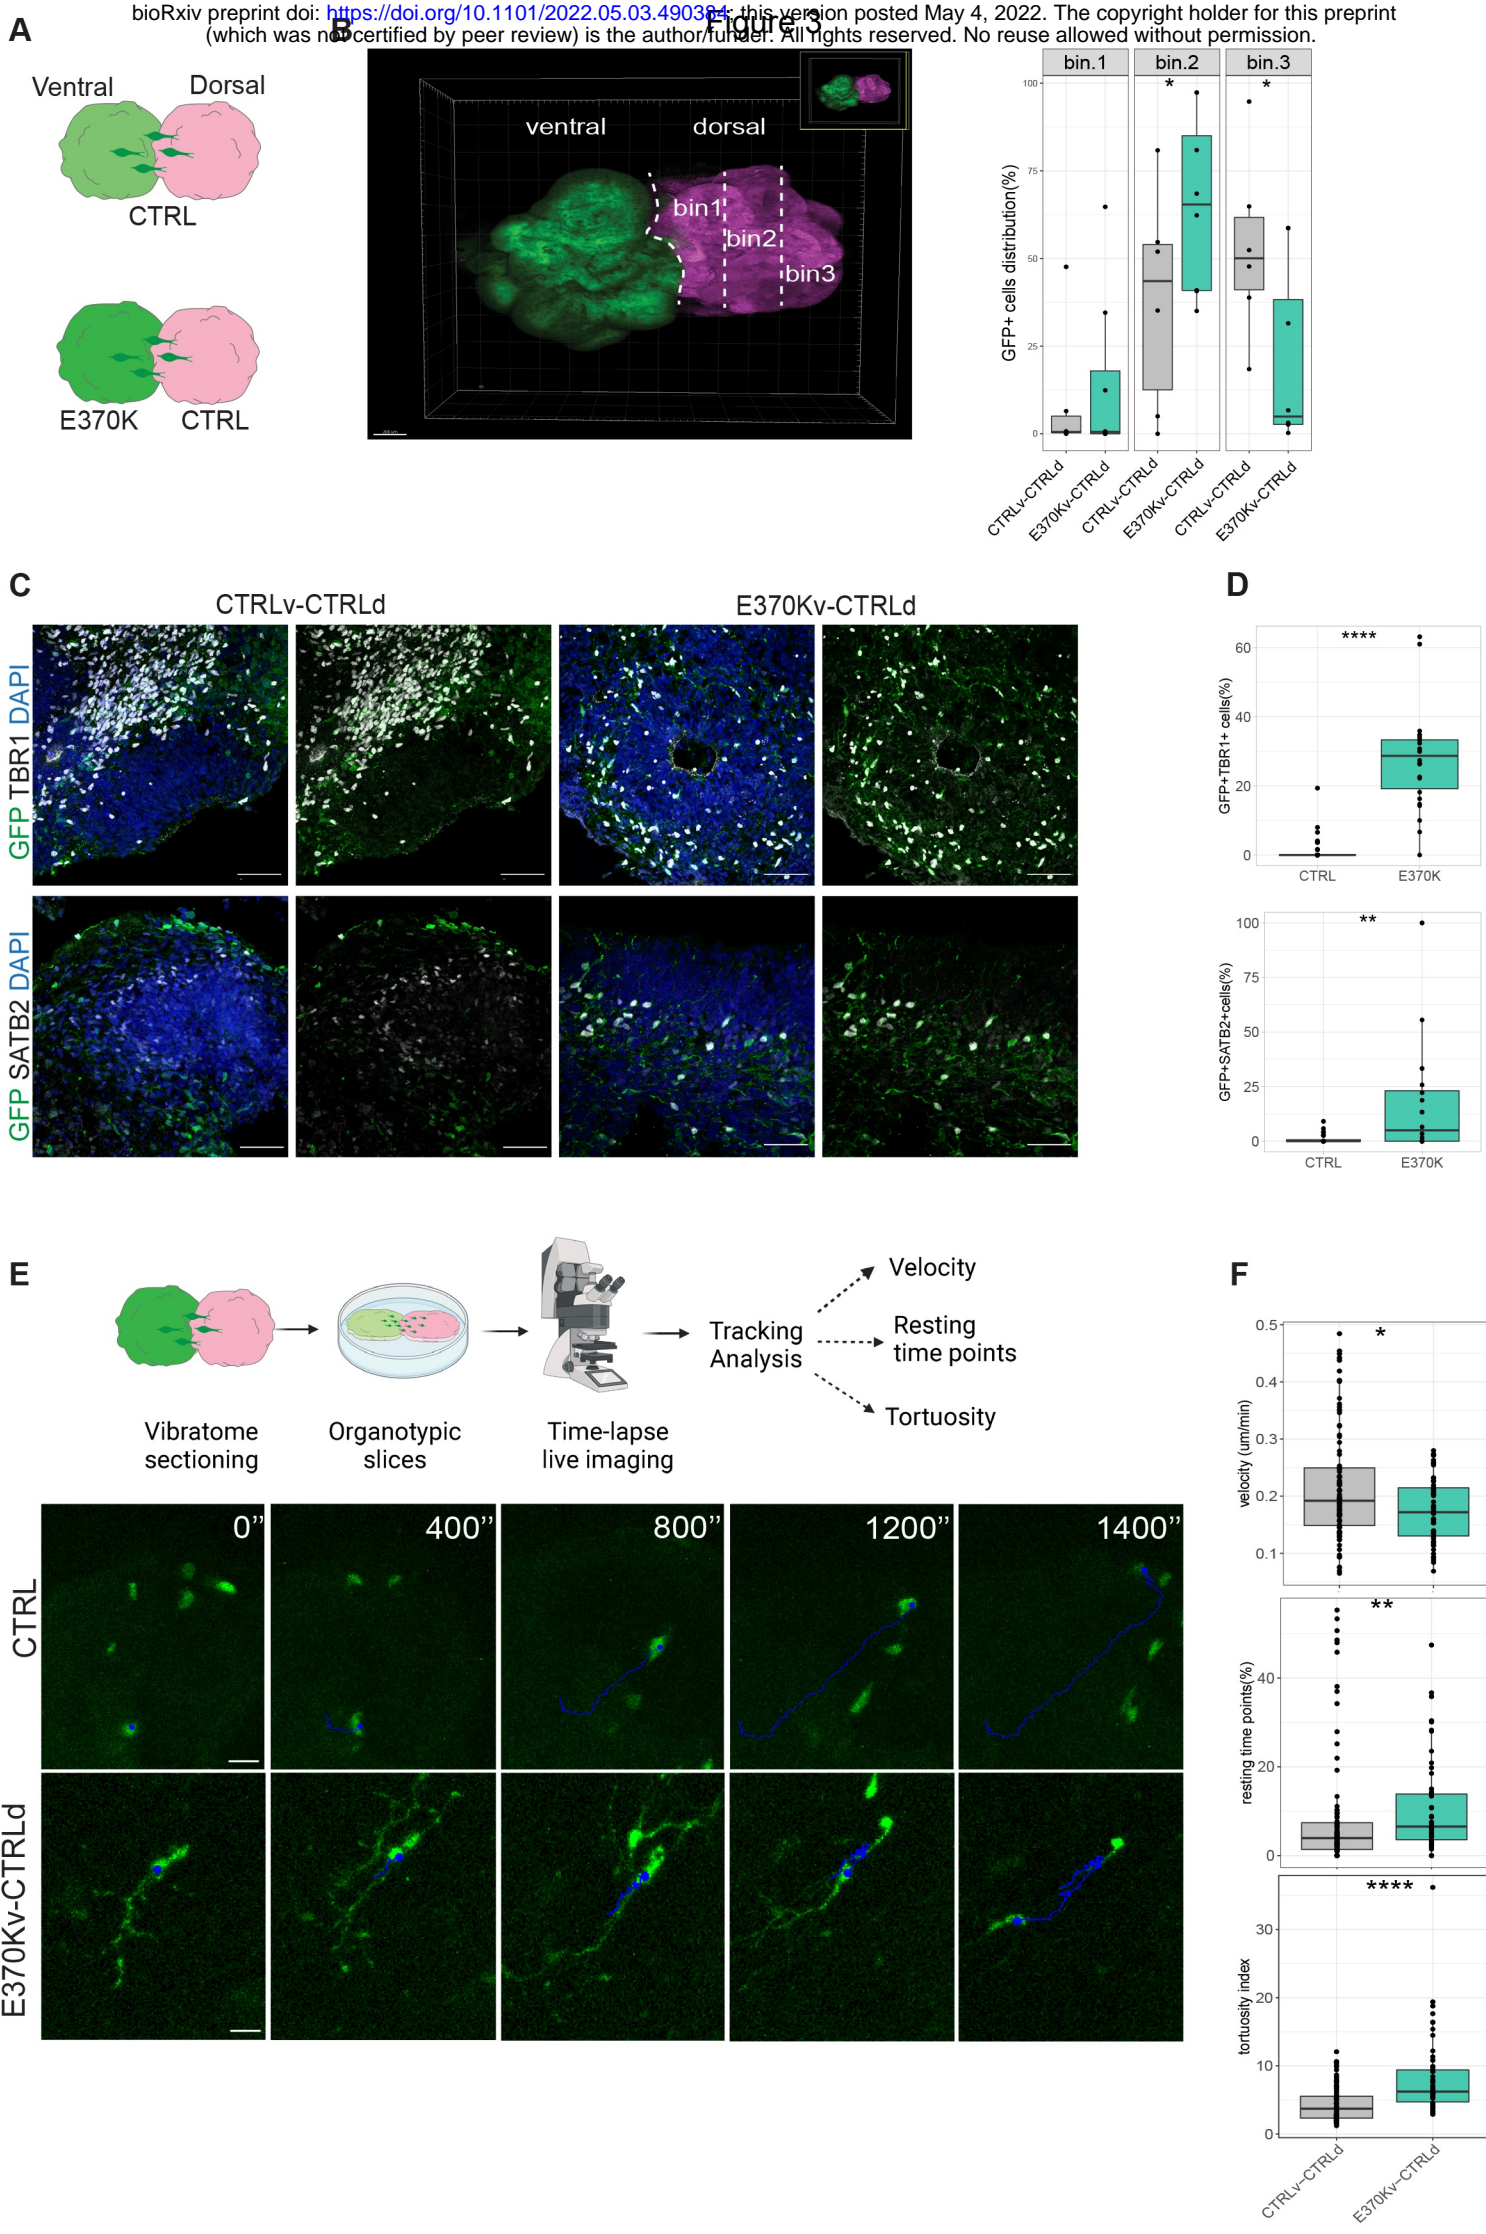 bioRxiv preprint doi: https://doi.org/10.1101/2022.05.03.490384; this version posted May 4, 2022. The copyright holder for this preprint
(which was not certified by peer review) is the author/funder. All rights reserved. No reuse allowed without permission.
Figure 3
A
Ventral Dorsal
CTRL
E370K CTRL
B
ventral dorsal
bin1
bin2
bin3
bin.1 bin.2 bin.3
* *
GFP+ cells distribution(%)
100
75
50
25
0
CTRLv-CTRLd
E370Kv-CTRLd
CTRLv-CTRLd
E370Kv-CTRLd
CTRLv-CTRLd
E370Kv-CTRLd
C
CTRLv-CTRLd E370Kv-CTRLd
GFP TBR1 DAPI
GFP SATB2 DAPI
D
****
GFP+TBR1+ cells(%)
60
40
20
0
CTRL E370K
**
GFP+SATB2+cells(%)
100
75
50
25
0
CTRL E370K
E
Vibratome
sectioning
Organotypic
slices
Time-lapse
live imaging
Tracking
Analysis
Velocity
Resting
time points
Tortuosity
CTRL
0’’ 400’’ 800’’ 1200’’ 1400’’
E370Kv-CTRLd
F
*
velocity (um/min)
0.5
0.4
0.3
0.2
0.1
**
resting time points(%)
40
20
0
****
tortuosity index
30
20
10
0
CTRLv−CTRLd
E370Kv−CTRLd